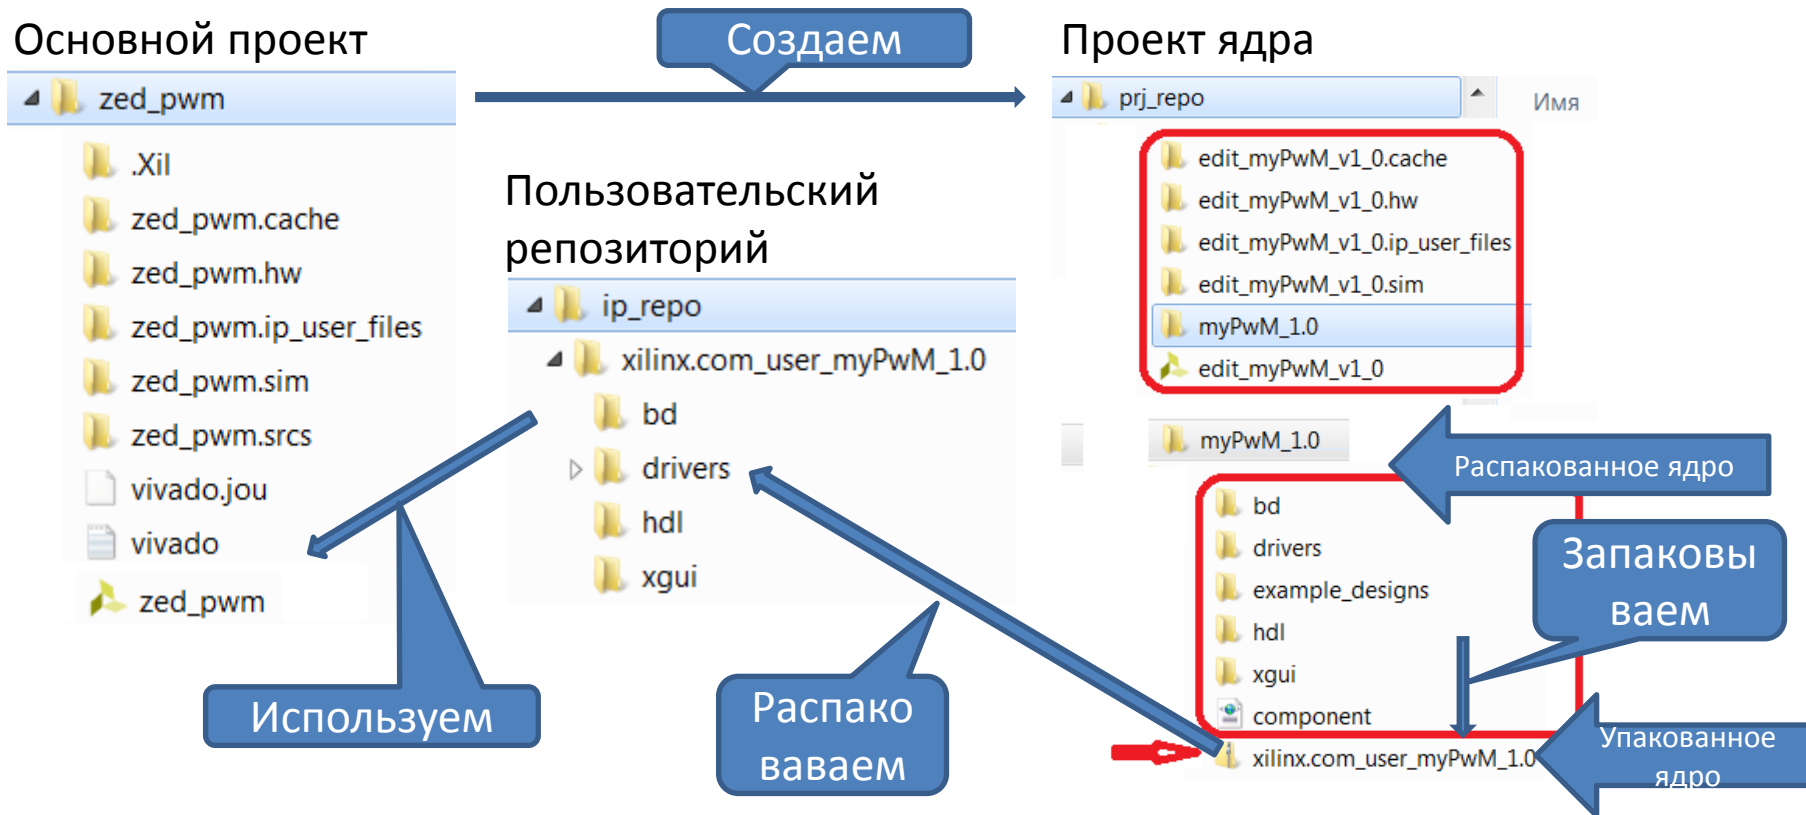 Основной проект
zed_pwm
.Xil
zed_pwm.cache
zed_pwm.hw
zed_pwm.ip_user_files
zed_pwm.sim
zed_pwm.srcs
vivado.jou
vivado
zed_pwm
Создаем
Пользовательский
репозиторий
ip_repo
xilinx.com_user_myPwM_1.0
bd
drivers
hdl
xgui
Используем
Распако
ваваем
Проект ядра
prj_repo
Имя
edit_myPwM_v1_0.cache
edit_myPwM_v1_0.hw
edit_myPwM_v1_0.ip_user_files
edit_myPwM_v1_0.sim
myPwM_1.0
edit_myPwM_v1_0
myPwM_1.0
Распакованное ядро
bd
drivers
example_designs
hdl
xgui
component
xilinx.com_user_myPwM_1.0
Запаковы
ваем
Упакованное
ядро